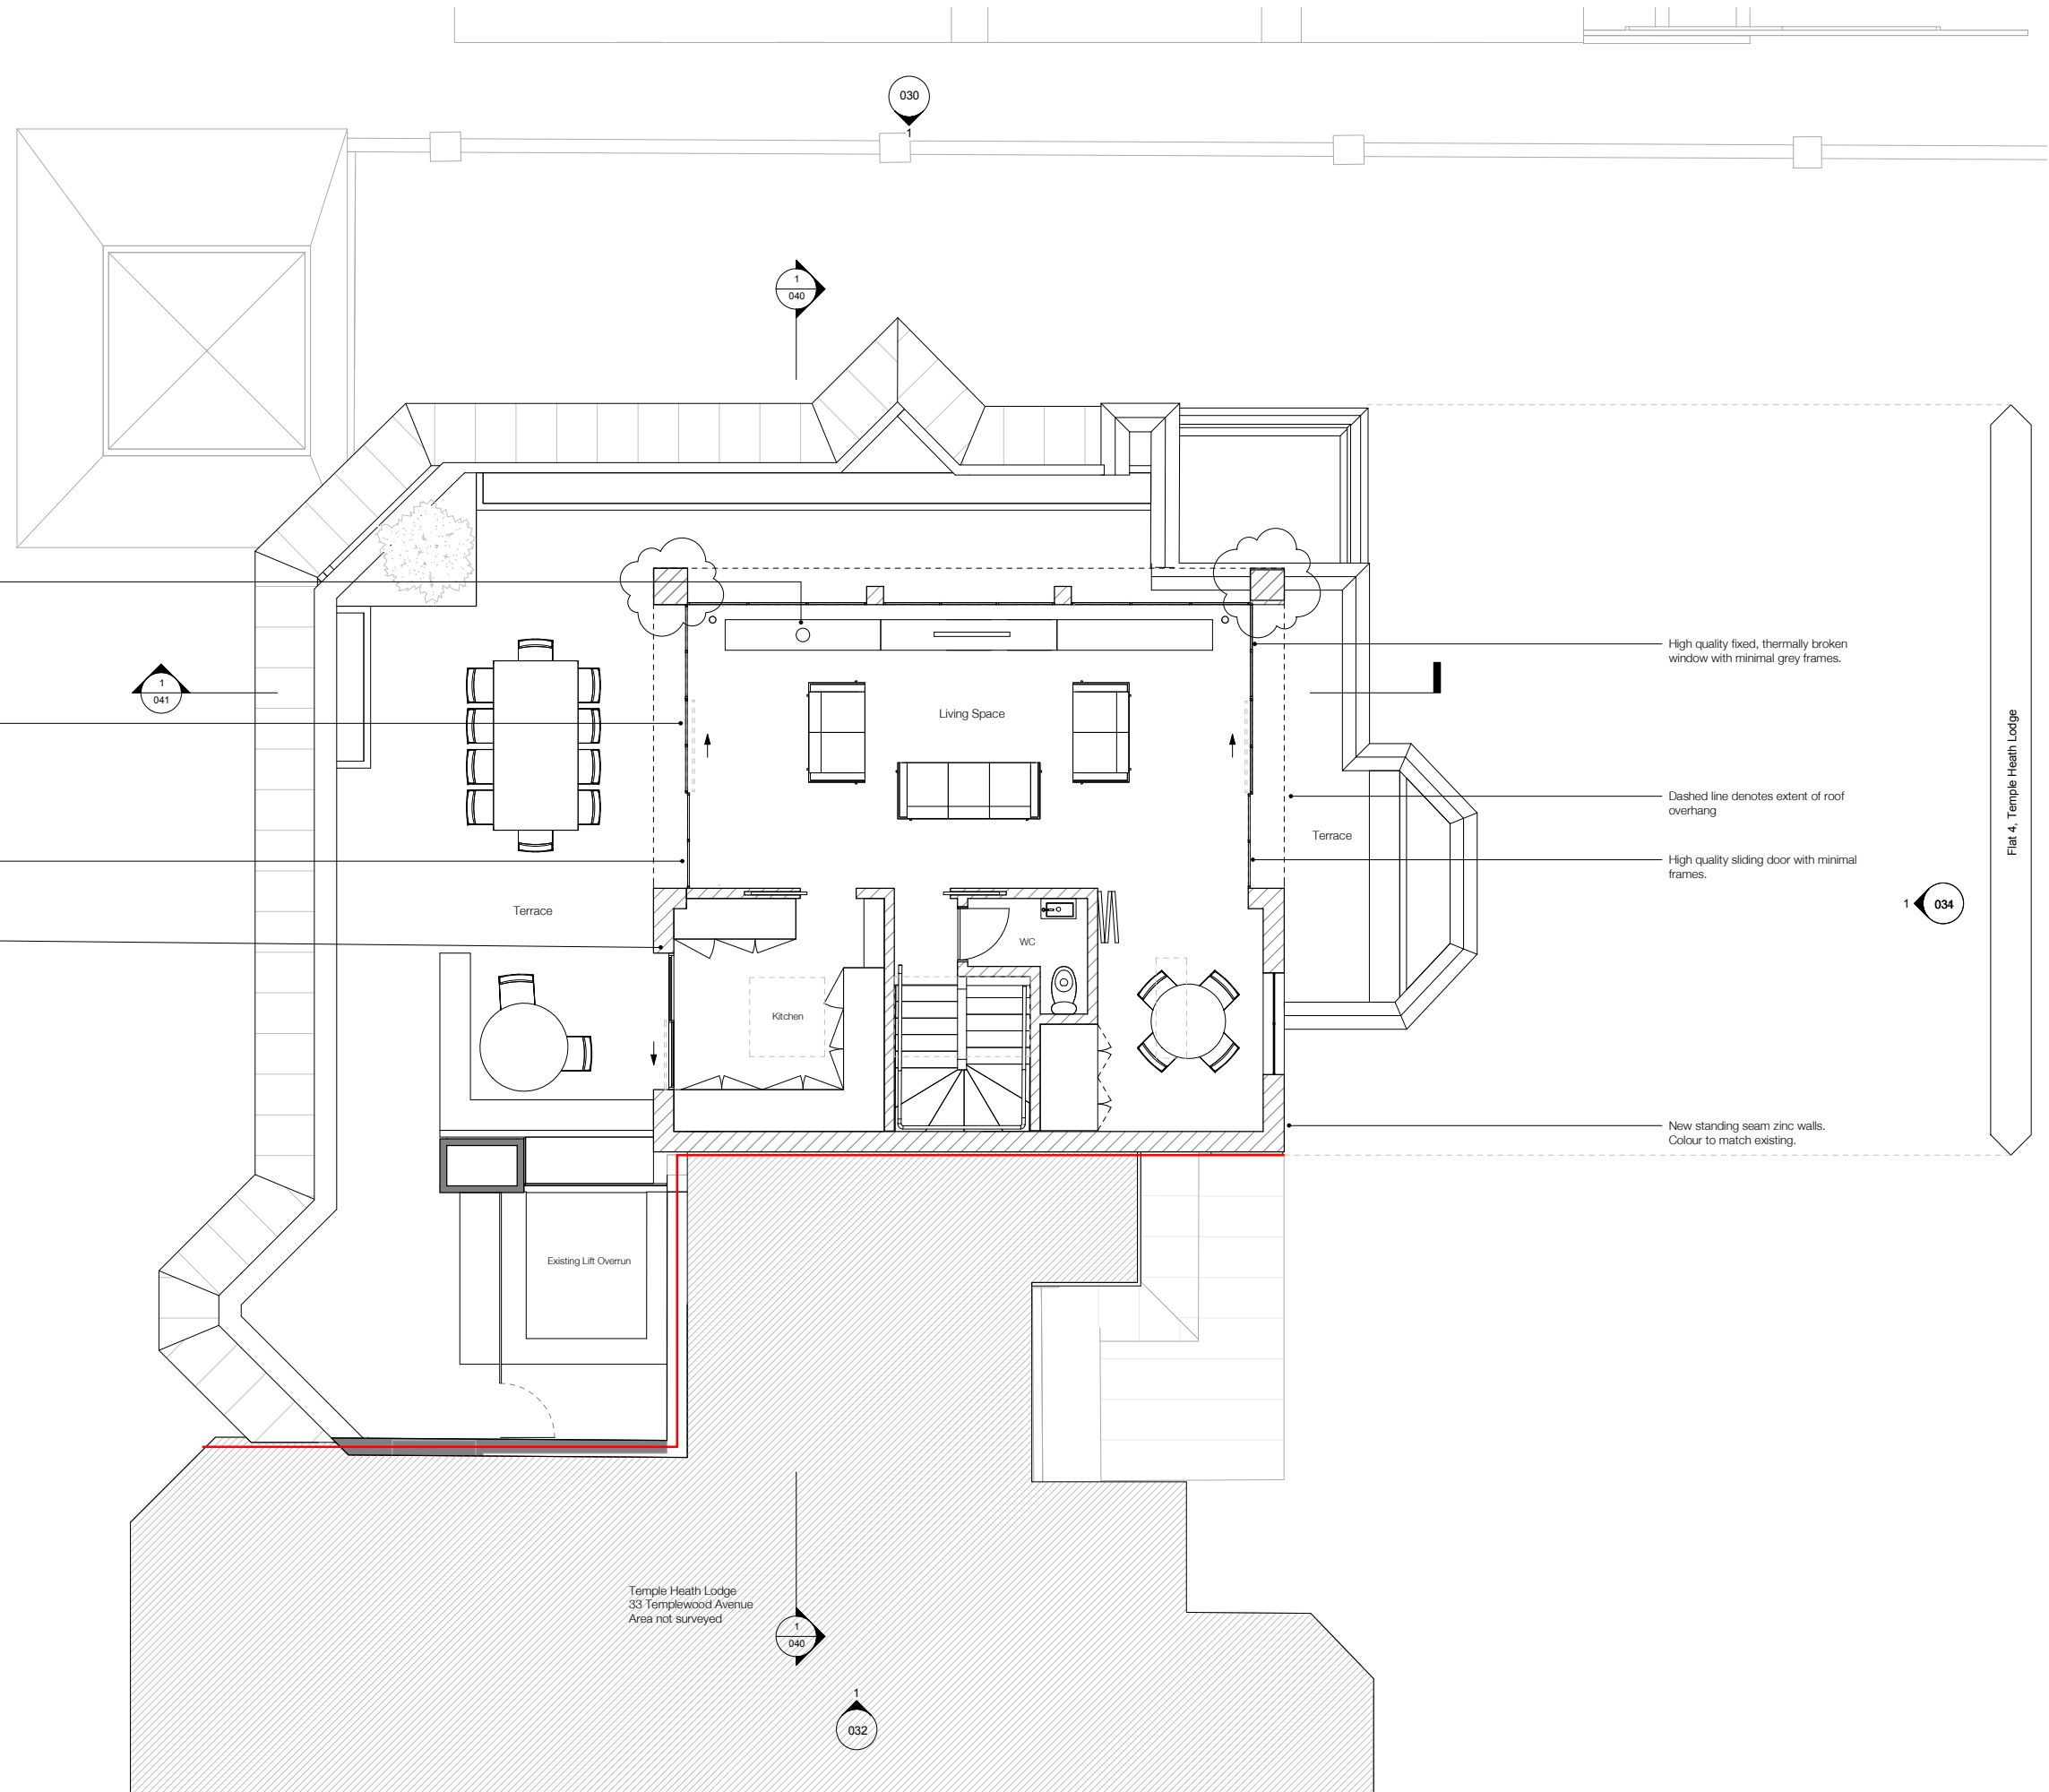 030
1
1
040
High quality fixed, thermally broken
window with minimal grey frames.
1
041
Living Space
Flat 4, Temple Heath Lodge
Dashed line denotes extent of roof
overhang
Terrace
High quality sliding door with minimal
frames.
1
034
Terrace
WC
Kitchen
New standing seam zinc walls.
Colour to match existing.
Existing Lift Overrun
Temple Heath Lodge
33 Templewood Avenue
Area not surveyed
1
040
1
032